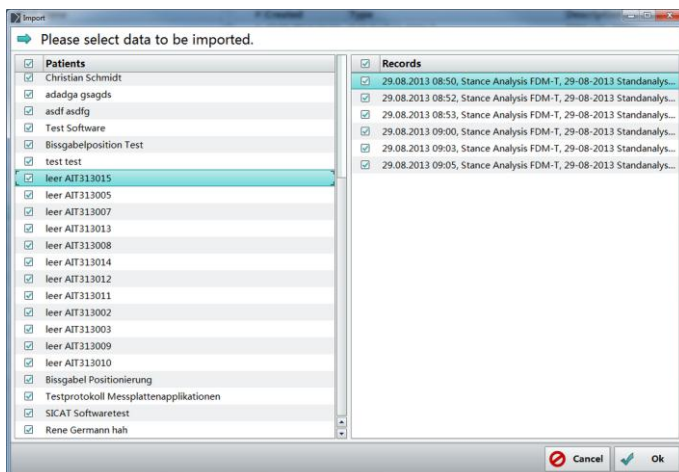 Import
Created
Type
Please select data to be imported.
Patients
Christian Schmidt
adadga gsagds
asdf asdfg
Test Software
Bissgabelposition Test
test test
leer AIT313015
leer AIT313005
leer AIT313007
leer AIT313013
leer AIT313008
leer AIT313014
leer AIT313012
leer AIT313011
leer AIT313002
leer AIT313003
leer AIT313009
leer AIT313010
Bissgabel Positionierung
Testprotokoll Messplattenapplikationen
SICAT Softwaretest
Rene Germann hah
Records
29.08.2013 08:50, Stance Analysis FDM-T, 29-08-2013 Standanalys...
29.08.2013 08:52, Stance Analysis FDM-T, 29-08-2013 Standanalys...
29.08.2013 08:53, Stance Analysis FDM-T, 29-08-2013 Standanalys...
29.08.2013 09:00, Stance Analysis FDM-T, 29-08-2013 Standanalys...
29.08.2013 09:03, Stance Analysis FDM-T, 29-08-2013 Standanalys...
29.08.2013 09:05, Stance Analysis FDM-T, 29-08-2013 Standanalys...
Cancel
Ok